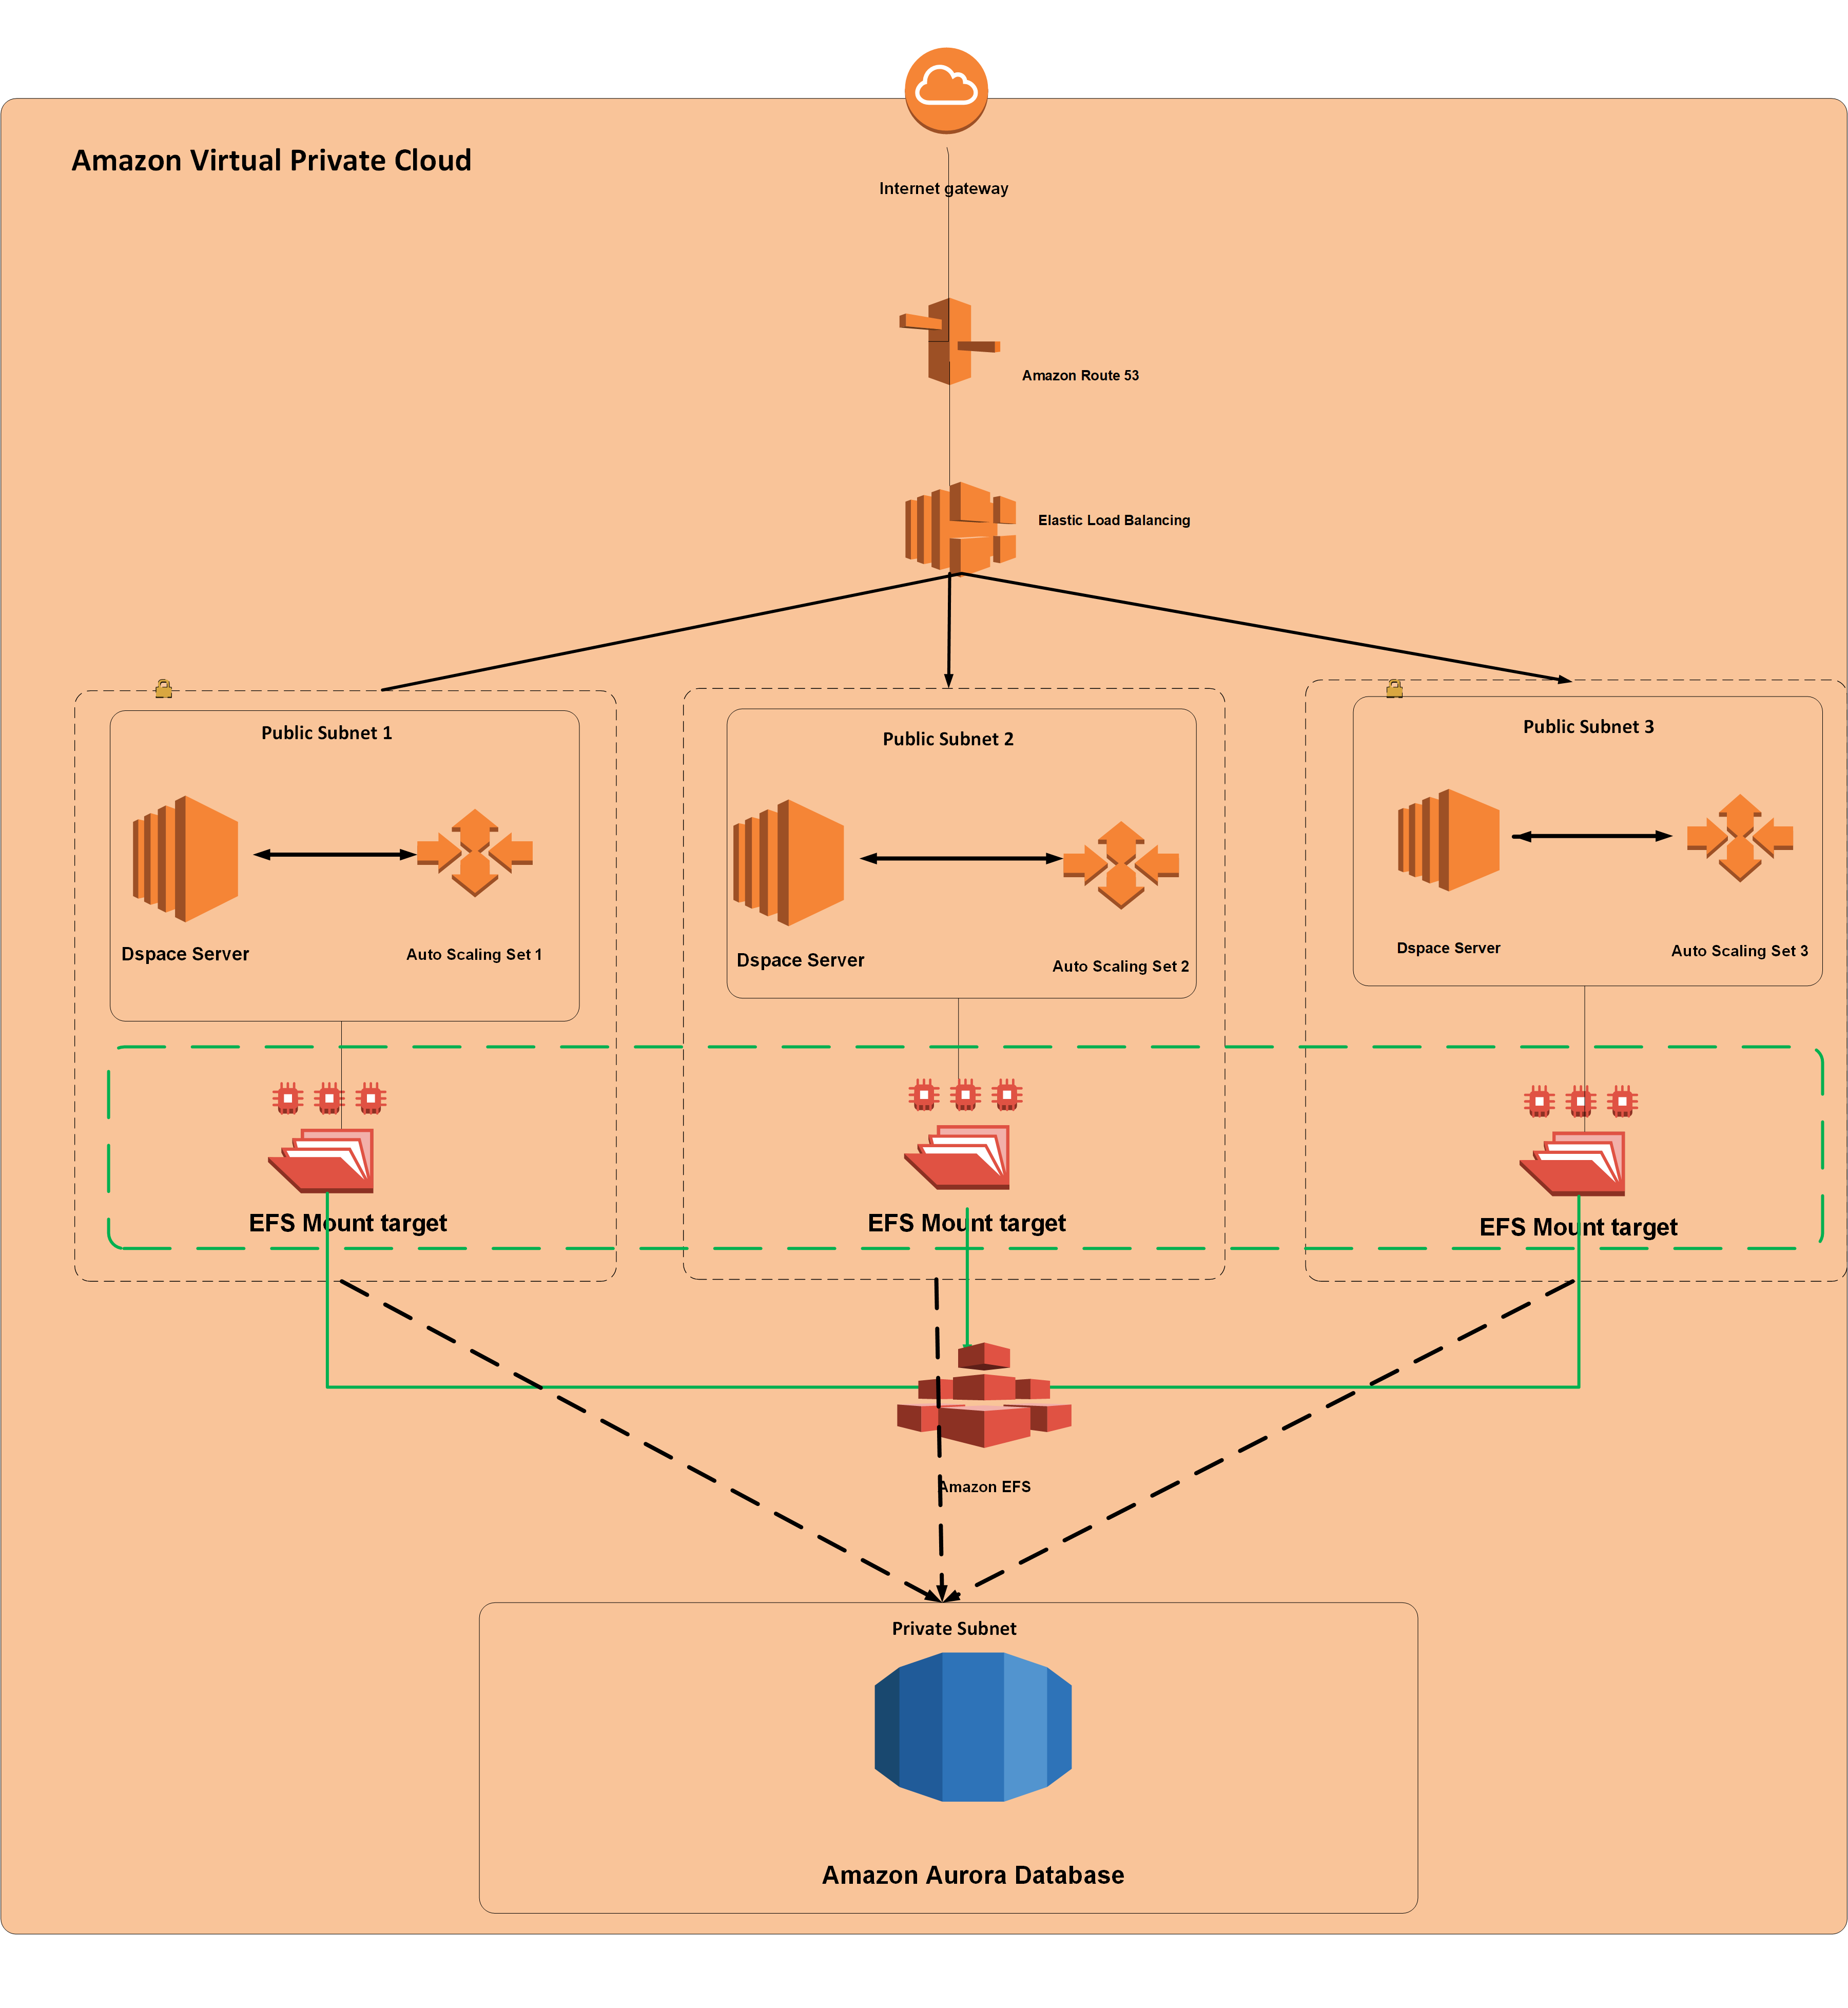 Amazon Virtual Private Cloud
Internet gateway
Amazon Route 53
Elastic Load Balancing
Public Subnet 1
Dspace Server
Auto Scaling Set 1
Public Subnet 2
Dspace Server
Auto Scaling Set 2
Public Subnet 3
Dspace Server
Auto Scaling Set 3
EFS Mount target
EFS Mount target
EFS Mount target
Amazon EFS
Private Subnet
Amazon Aurora Database